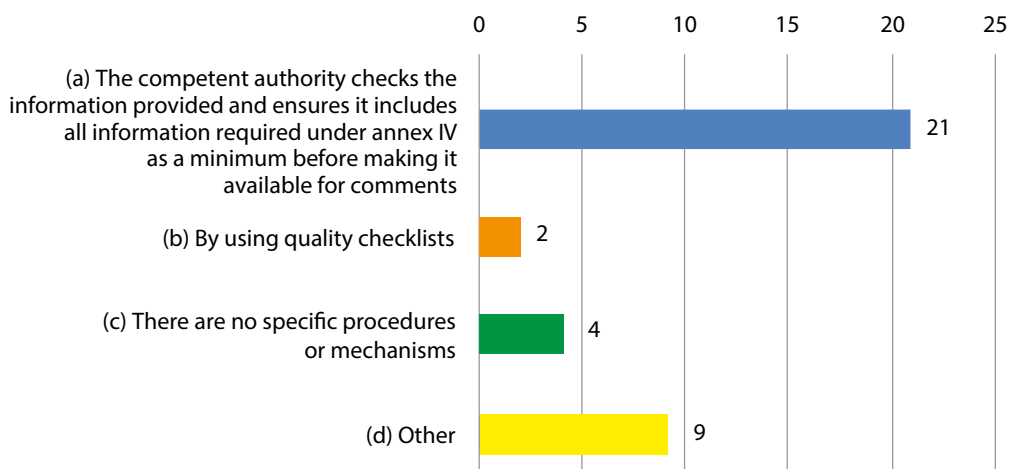 0 5 10 15 20 25
(a) The competent authority checks the
information provided and ensures it includes
all information required under annex IV
as a minimum before making it
available for comments
21
(b) By using quality checklists
2
(c) There are no specific procedures
or mechanisms
4
(d) Other
9